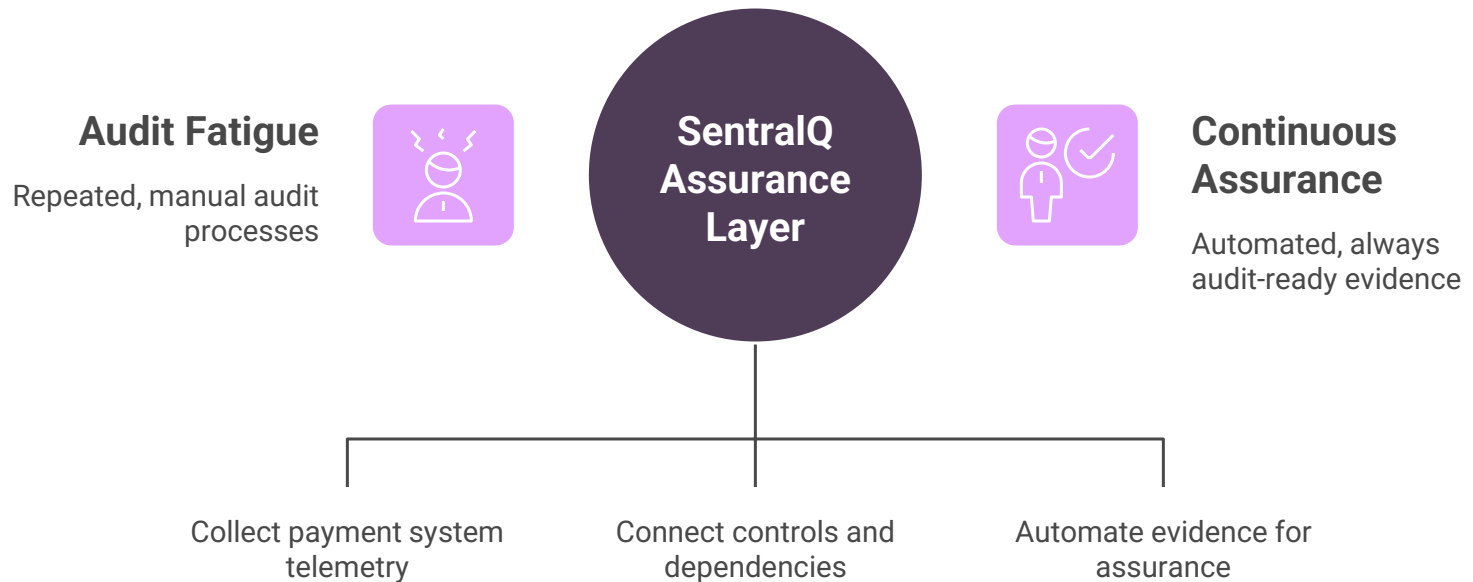 Audit Fatigue
Repeated, manual audit
processes
SentralQ
Assurance
Layer
Continuous
Assurance
Automated, always
audit-ready evidence
Collect payment system
telemetry
Connect controls and
dependencies
Automate evidence for
assurance